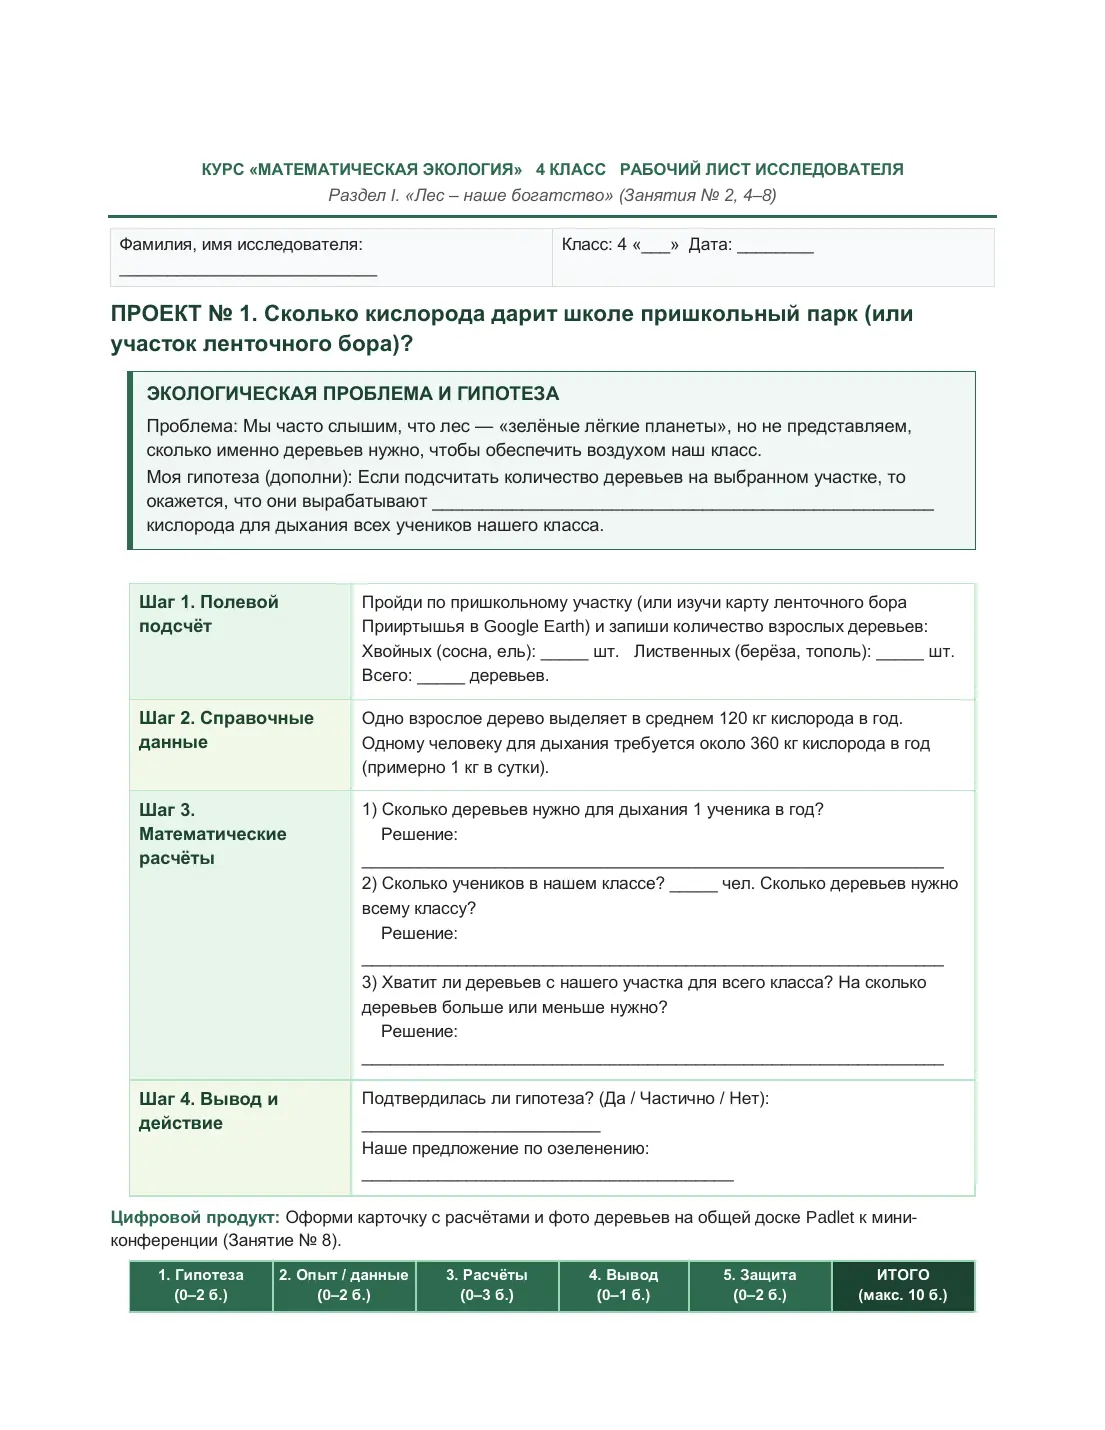 КУРС «МАТЕМАТИЧЕСКАЯ ЭКОЛОГИЯ»   4 КЛАСС   РАБОЧИЙ ЛИСТ ИССЛЕДОВАТЕЛЯ
Раздел I. «Лес – наше богатство» (Занятия № 2, 4–8)
Фамилия, имя исследователя:
___________________________
Класс: 4 «___»  Дата: ________
ПРОЕКТ № 1. Сколько кислорода дарит школе пришкольный парк (или
участок ленточного бора)?
ЭКОЛОГИЧЕСКАЯ ПРОБЛЕМА И ГИПОТЕЗА
Проблема: Мы часто слышим, что лес — «зелёные лёгкие планеты», но не представляем,
сколько именно деревьев нужно, чтобы обеспечить воздухом наш класс.
Моя гипотеза (дополни): Если подсчитать количество деревьев на выбранном участке, то
окажется, что они вырабатывают __________________________________________________
кислорода для дыхания всех учеников нашего класса.
Шаг 1. Полевой
подсчёт
Пройди по пришкольному участку (или изучи карту ленточного бора
Прииртышья в Google Earth) и запиши количество взрослых деревьев:
Хвойных (сосна, ель): _____ шт.   Лиственных (берёза, тополь): _____ шт.
Всего: _____ деревьев.
Шаг 2. Справочные
данные
Одно взрослое дерево выделяет в среднем 120 кг кислорода в год.
Одному человеку для дыхания требуется около 360 кг кислорода в год
(примерно 1 кг в сутки).
Шаг 3.
Математические
расчёты
1) Сколько деревьев нужно для дыхания 1 ученика в год?
Решение:
_____________________________________________________________
2) Сколько учеников в нашем классе? _____ чел. Сколько деревьев нужно
всему классу?
Решение:
_____________________________________________________________
3) Хватит ли деревьев с нашего участка для всего класса? На сколько
деревьев больше или меньше нужно?
Решение:
_____________________________________________________________
Шаг 4. Вывод и
действие
Подтвердилась ли гипотеза? (Да / Частично / Нет):
_________________________
Наше предложение по озеленению:
_______________________________________
Цифровой продукт: Оформи карточку с расчётами и фото деревьев на общей доске Padlet к мини-
конференции (Занятие № 8).
1. Гипотеза
(0–2 б.)
2. Опыт / данные
(0–2 б.)
3. Расчёты
(0–3 б.)
4. Вывод
(0–1 б.)
5. Защита
(0–2 б.)
ИТОГО
(макс. 10 б.)